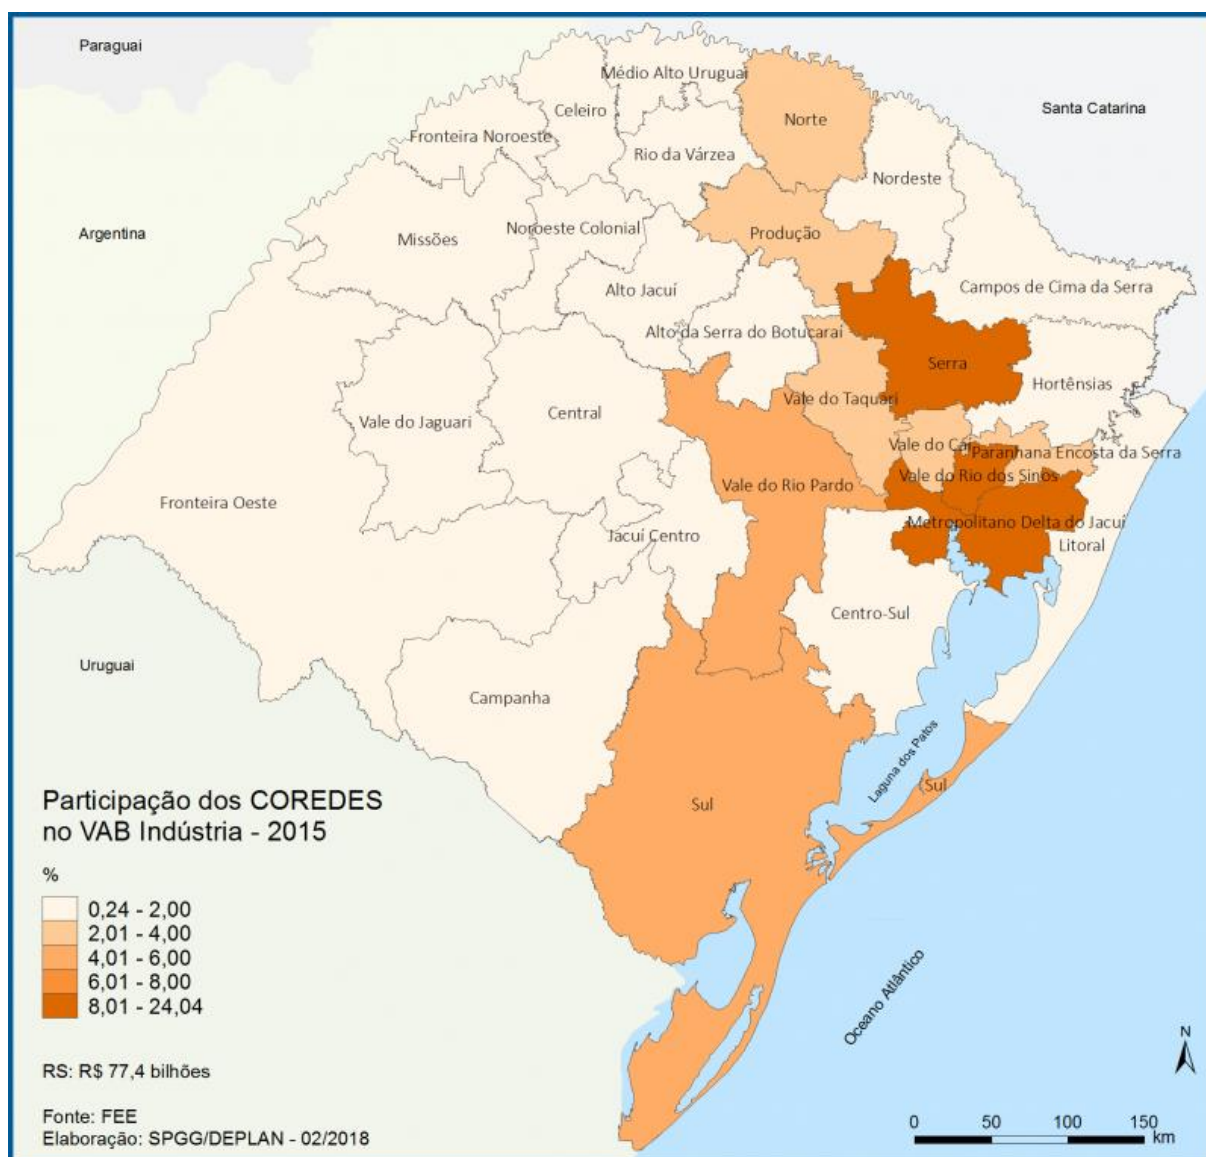 Paraguai
Médio Alto Uruguai
Santa Catarina
Celeiro
Norte
Fronteira Noroeste
Rio da Várzea
Nordeste
Argentina
Noroeste Colonial
Produção
Missões
Campos de Cima da Serra
Alto Jacuí
Alto da Serra do Botucaraí
Serra
Hortênsias
Vale do Taquari
Central
Vale do Jaguari
Vale do Caí
Paranhana Encosta da Serra
Vale do Rio dos Sinos
Vale do Rio Pardo
Fronteira Oeste
Metropolitano Delta do Jacuí
Jacuí Centro
Litoral
Centro-Sul
Uruguai
Campanha
Laguna dos Patos
Sul
Sul
Participação dos COREDES
no VAB Indústria - 2015
%
0,24 - 2,00
2,01 - 4,00
4,01 - 6,00
6,01 - 8,00
8,01 - 24,04
Oceano Atlântico
N
RS: R$ 77,4 bilhões
Fonte: FEE
Elaboração: SPGG/DEPLAN - 02/2018
0 50 100 150
km